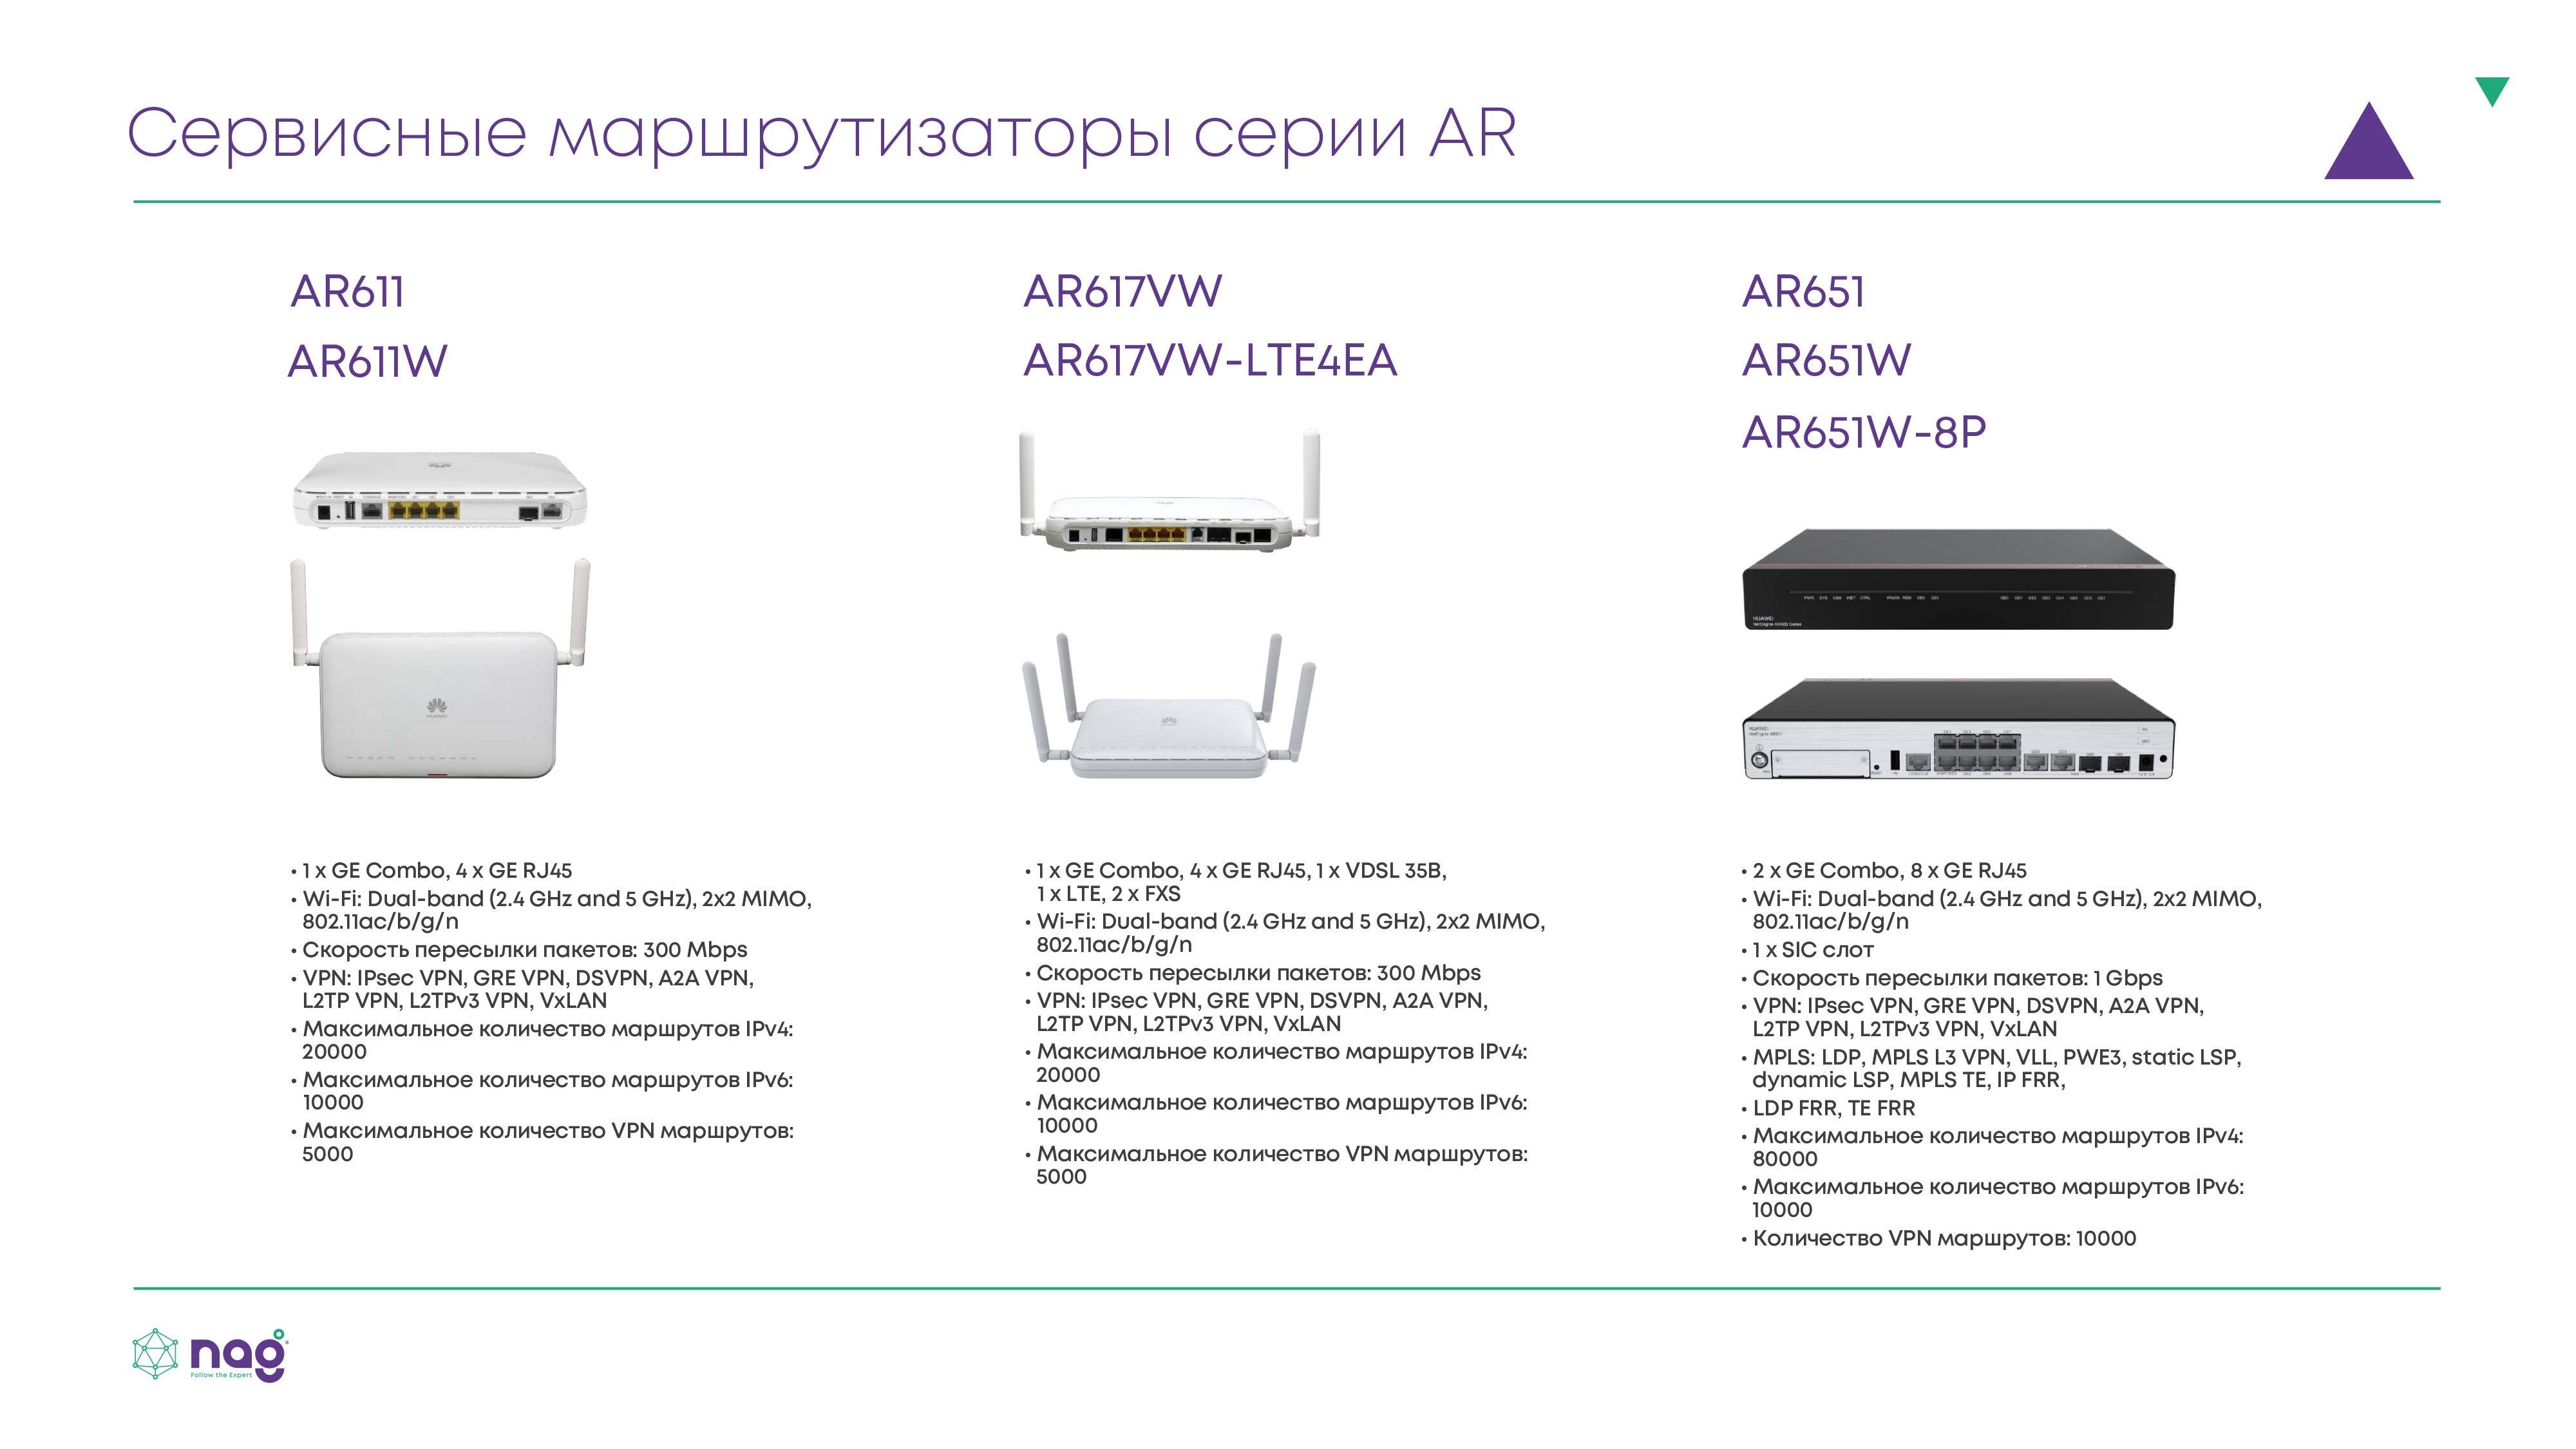 Сервисные маршрутизаторы серии AR
AR611
AR611W
HUAWEI
• 1 x GE Combo, 4 x GE RJ45
• Wi-Fi: Dual-band (2.4 GHz and 5 GHz), 2x2 MIMO,
802.11ac/b/g/n
• Скорость пересылки пакетов: 300 Mbps
• VPN: IPsec VPN, GRE VPN, DSVPN, A2A VPN,
L2TP VPN, L2TPv3 VPN, VxLAN
• Максимальное количество маршрутов IPv4:
20000
• Максимальное количество маршрутов IPv6:
10000
• Максимальное количество VPN маршрутов:
5000
AR617VW
AR617VW-LTE4EA
• 1 x GE Combo, 4 x GE RJ45, 1 x VDSL 35B,
1 x LTE, 2 x FXS
• Wi-Fi: Dual-band (2.4 GHz and 5 GHz), 2x2 MIMO,
802.11ac/b/g/n
• Скорость пересылки пакетов: 300 Mbps
• VPN: IPsec VPN, GRE VPN, DSVPN, A2A VPN,
L2TP VPN, L2TPv3 VPN, VxLAN
• Максимальное количество маршрутов IPv4:
20000
• Максимальное количество маршрутов IPv6:
10000
• Максимальное количество VPN маршрутов:
5000
AR651
AR651W
AR651W-8P
HUAWEI
HUAWEI
• 2 x GE Combo, 8 x GE RJ45
• Wi-Fi: Dual-band (2.4 GHz and 5 GHz), 2x2 MIMO,
802.11ac/b/g/n
• 1 x SIC слот
• Скорость пересылки пакетов: 1 Gbps
• VPN: IPsec VPN, GRE VPN, DSVPN, A2A VPN,
L2TP VPN, L2TPv3 VPN, VxLAN
• MPLS: LDP, MPLS L3 VPN, VLL, PWE3, static LSP,
dynamic LSP, MPLS TE, IP FRR,
• LDP FRR, TE FRR
• Максимальное количество маршрутов IPv4:
80000
• Максимальное количество маршрутов IPv6:
10000
• Количество VPN маршрутов: 10000
nag
Follow the Expert